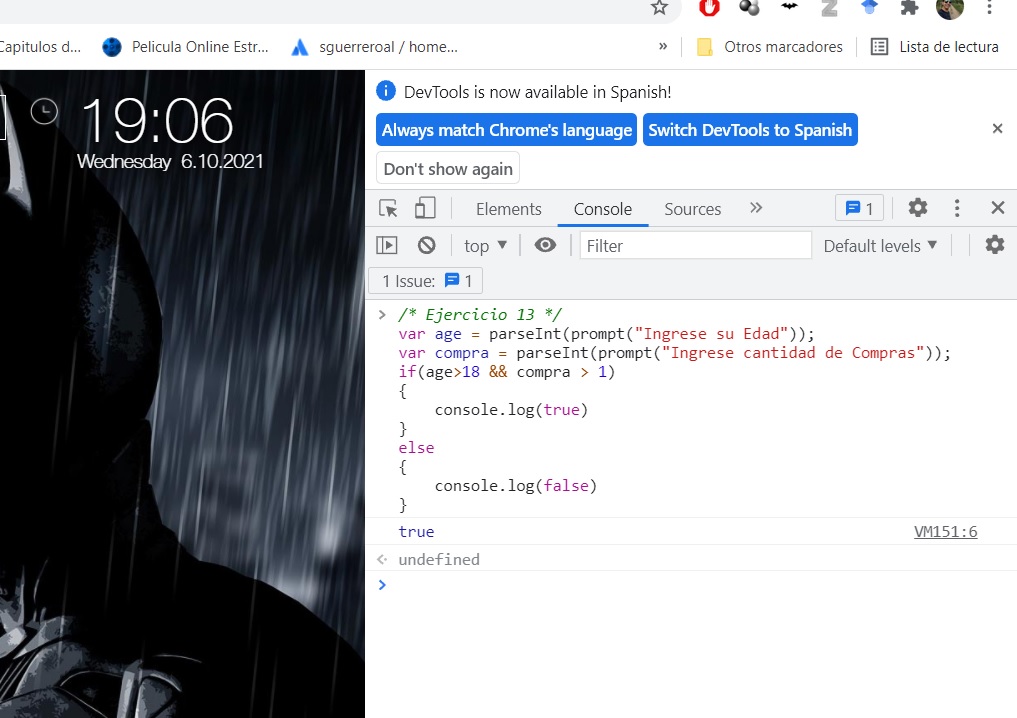 Capitulos d... Pelicula Online Estr... sguerreroal / home... » Otros marcadores Lista de lectura
19:06
Wednesday 6.10.2021
DevTools is now available in Spanish!
Always match Chrome's language Switch DevTools to Spanish
Don't show again
Elements Console Sources » 1
top Filter Default levels
1 Issue: 1
/* Ejercicio 13 */
var age = parseInt(prompt("Ingrese su Edad"));
var compra = parseInt(prompt("Ingrese cantidad de Compras"));
if(age>18 && compra > 1)
{
    console.log(true)
}
else
{
    console.log(false)
}
true VM151:6
undefined